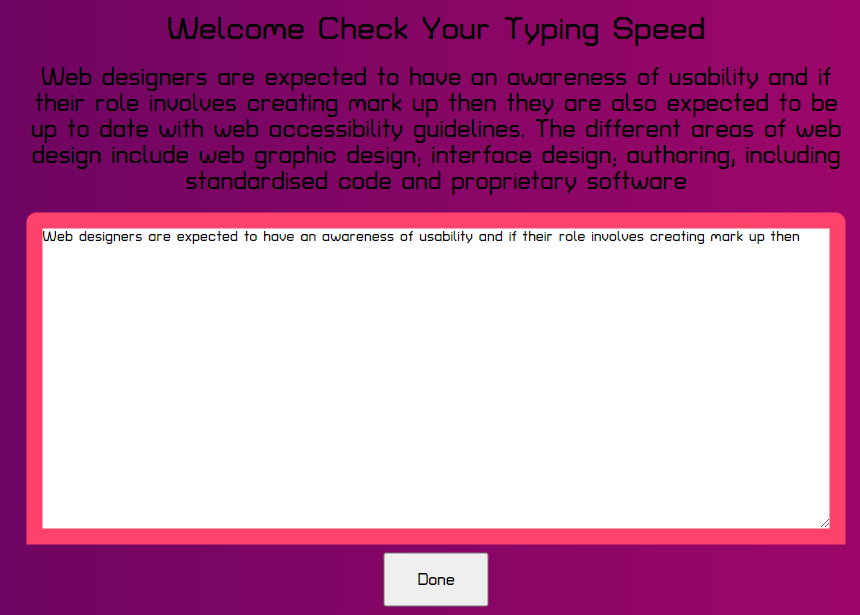 Welcome Check Your Typing Speed
Web designers are expected to have an awareness of usability and if
their role involves creating mark up then they are also expected to be
up to date with web accessibility guidelines. The different areas of web
design include web graphic design; interface design; authoring, including
standardised code and proprietary software
Web designers are expected to have an awareness of usability and if their role involves creating mark up then
Done